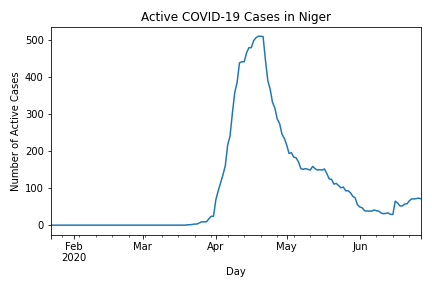 Active COVID-19 Cases in Niger
500
400
300
200
100
0
Number of Active Cases
Feb
2020
Mar
Apr
May
Jun
Day